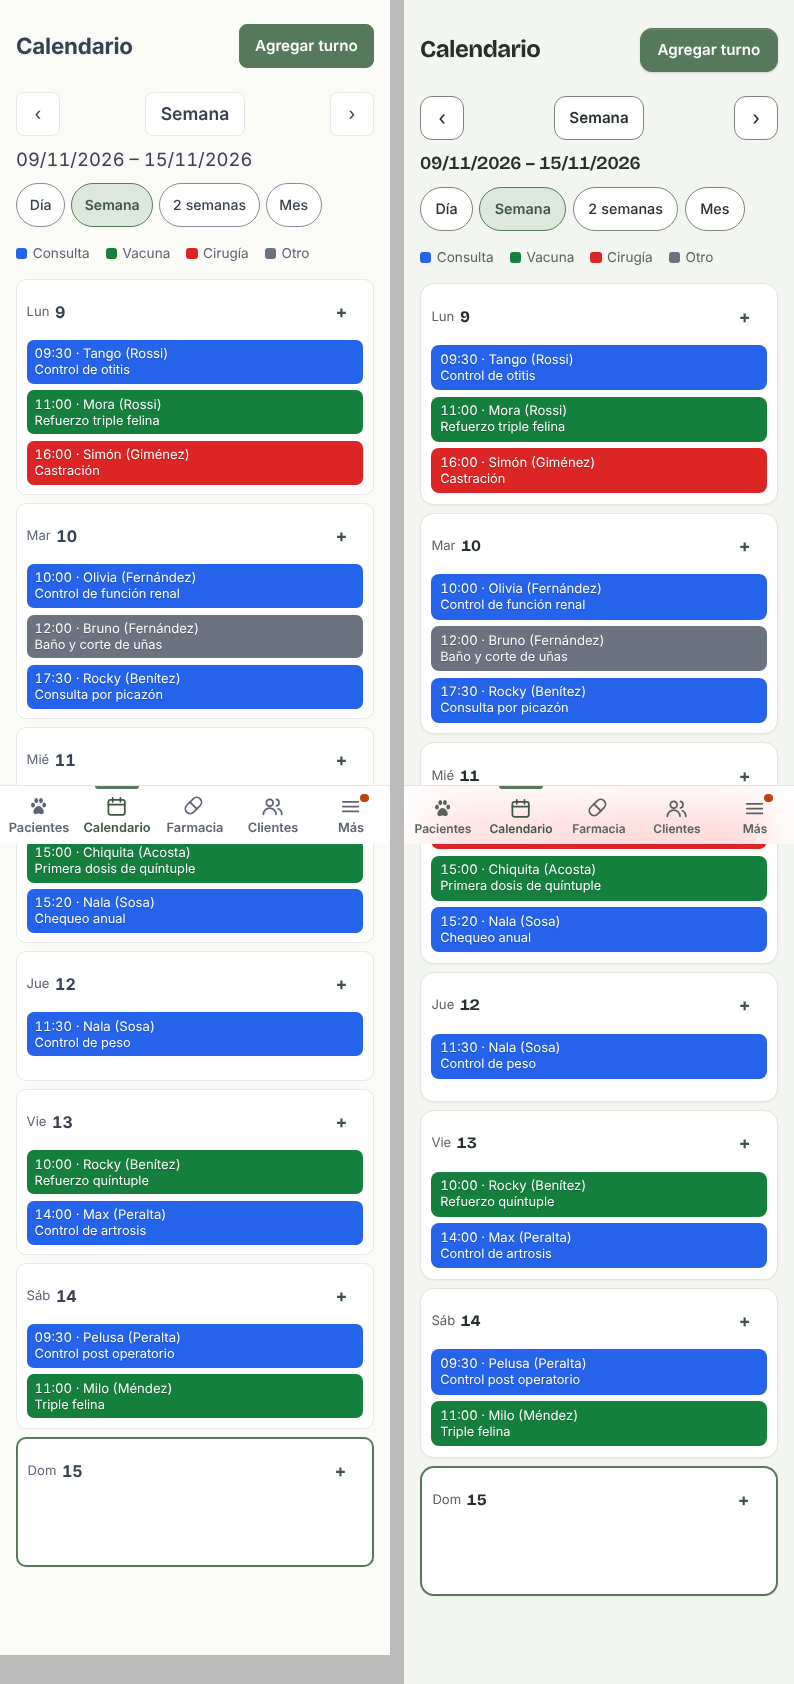 Calendario
Agregar turno
‹
Semana
›
09/11/2026 – 15/11/2026
Día
Semana
2 semanas
Mes
Consulta
Vacuna
Cirugía
Otro
Lun 9
+
09:30 · Tango (Rossi)
Control de otitis
11:00 · Mora (Rossi)
Refuerzo triple felina
16:00 · Simón (Giménez)
Castración
Mar 10
+
10:00 · Olivia (Fernández)
Control de función renal
12:00 · Bruno (Fernández)
Baño y corte de uñas
17:30 · Rocky (Benítez)
Consulta por picazón
Mié 11
+
Pacientes
Calendario
Farmacia
Clientes
Más
15:00 · Chiquita (Acosta)
Primera dosis de quíntuple
15:20 · Nala (Sosa)
Chequeo anual
Jue 12
+
11:30 · Nala (Sosa)
Control de peso
Vie 13
+
10:00 · Rocky (Benítez)
Refuerzo quíntuple
14:00 · Max (Peralta)
Control de artrosis
Sáb 14
+
09:30 · Pelusa (Peralta)
Control post operatorio
11:00 · Milo (Méndez)
Triple felina
Dom 15
+
Calendario
Agregar turno
‹
Semana
›
09/11/2026 – 15/11/2026
Día
Semana
2 semanas
Mes
Consulta
Vacuna
Cirugía
Otro
Lun 9
+
09:30 · Tango (Rossi)
Control de otitis
11:00 · Mora (Rossi)
Refuerzo triple felina
16:00 · Simón (Giménez)
Castración
Mar 10
+
10:00 · Olivia (Fernández)
Control de función renal
12:00 · Bruno (Fernández)
Baño y corte de uñas
17:30 · Rocky (Benítez)
Consulta por picazón
Mié 11
+
Pacientes
Calendario
Farmacia
Clientes
Más
15:00 · Chiquita (Acosta)
Primera dosis de quíntuple
15:20 · Nala (Sosa)
Chequeo anual
Jue 12
+
11:30 · Nala (Sosa)
Control de peso
Vie 13
+
10:00 · Rocky (Benítez)
Refuerzo quíntuple
14:00 · Max (Peralta)
Control de artrosis
Sáb 14
+
09:30 · Pelusa (Peralta)
Control post operatorio
11:00 · Milo (Méndez)
Triple felina
Dom 15
+